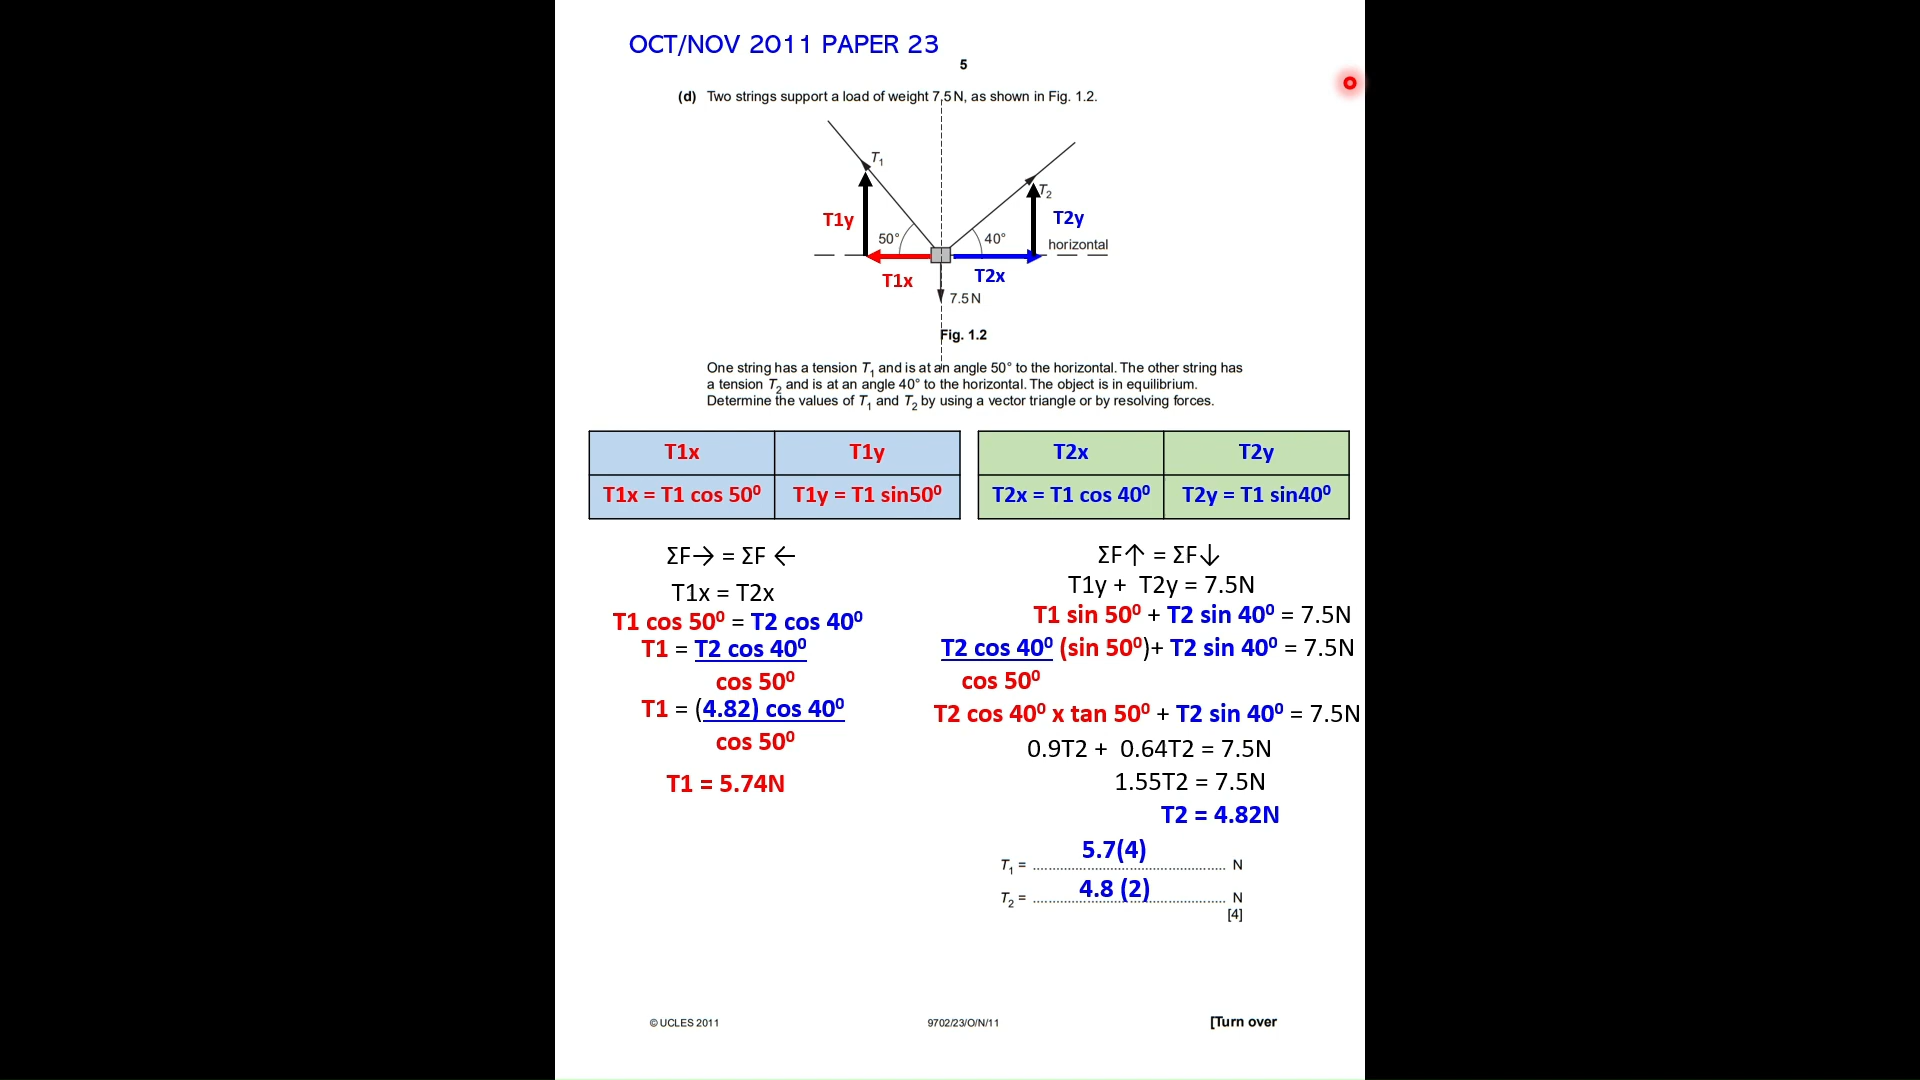 OCT/NOV 2011 PAPER 23
5
(d) Two strings support a load of weight 7.5 N, as shown in Fig. 1.2.
T1
T2
T1y
T2y
50°
40°
horizontal
T1x
T2x
7.5 N
Fig. 1.2
One string has a tension T1 and is at an angle 50° to the horizontal. The other string has
a tension T2 and is at an angle 40° to the horizontal. The object is in equilibrium.
Determine the values of T1 and T2 by using a vector triangle or by resolving forces.
T1x T1y
T1x = T1 cos 50⁰ T1y = T1 sin50⁰
T2x T2y
T2x = T1 cos 40⁰ T2y = T1 sin40⁰
ΣF→ = ΣF ←
T1x = T2x
T1 cos 50⁰ = T2 cos 40⁰
T1 = T2 cos 40⁰
cos 50⁰
T1 = (4.82) cos 40⁰
cos 50⁰
T1 = 5.74N
ΣF↑ = ΣF↓
T1y + T2y = 7.5N
T1 sin 50⁰ + T2 sin 40⁰ = 7.5N
T2 cos 40⁰ (sin 50⁰)+ T2 sin 40⁰ = 7.5N
cos 50⁰
T2 cos 40⁰ x tan 50⁰ + T2 sin 40⁰ = 7.5N
0.9T2 + 0.64T2 = 7.5N
1.55T2 = 7.5N
T2 = 4.82N
T1 = 5.7(4) N
T2 = 4.8 (2) N
[4]
© UCLES 2011 9702/23/O/N/11 [Turn over